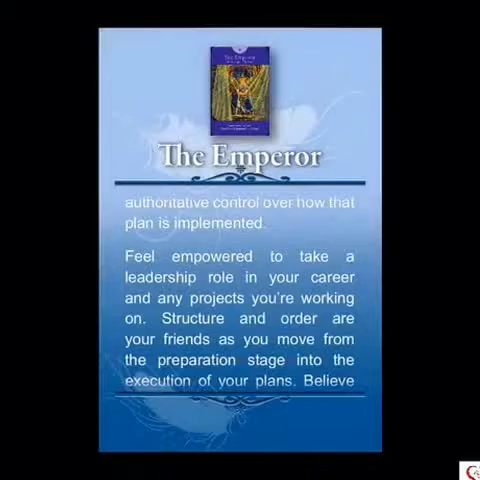 The Emperor
The Emperor
authoritative control over how that
plan is implemented.
Feel empowered to take a
leadership role in your career
and any projects you're working
on. Structure and order are
your friends as you move from
the preparation stage into the
execution of your plans. Believe